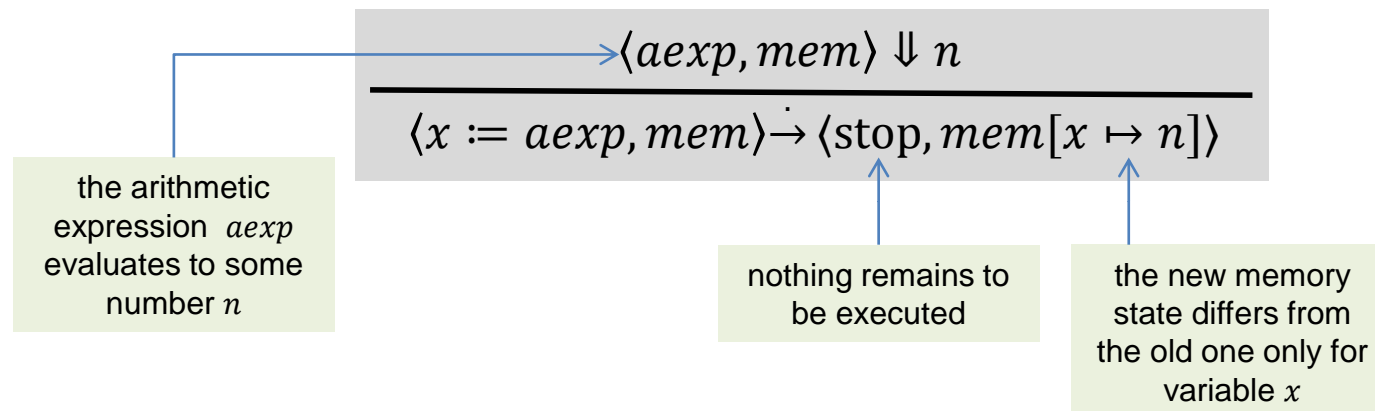 ⟨aexp, mem⟩ ⇓ n
⟨x ≔ aexp, mem⟩ →̇ ⟨stop, mem[x ↦ n]⟩
the arithmetic
expression aexp
evaluates to some
number n
nothing remains to
be executed
the new memory
state differs from
the old one only for
variable x